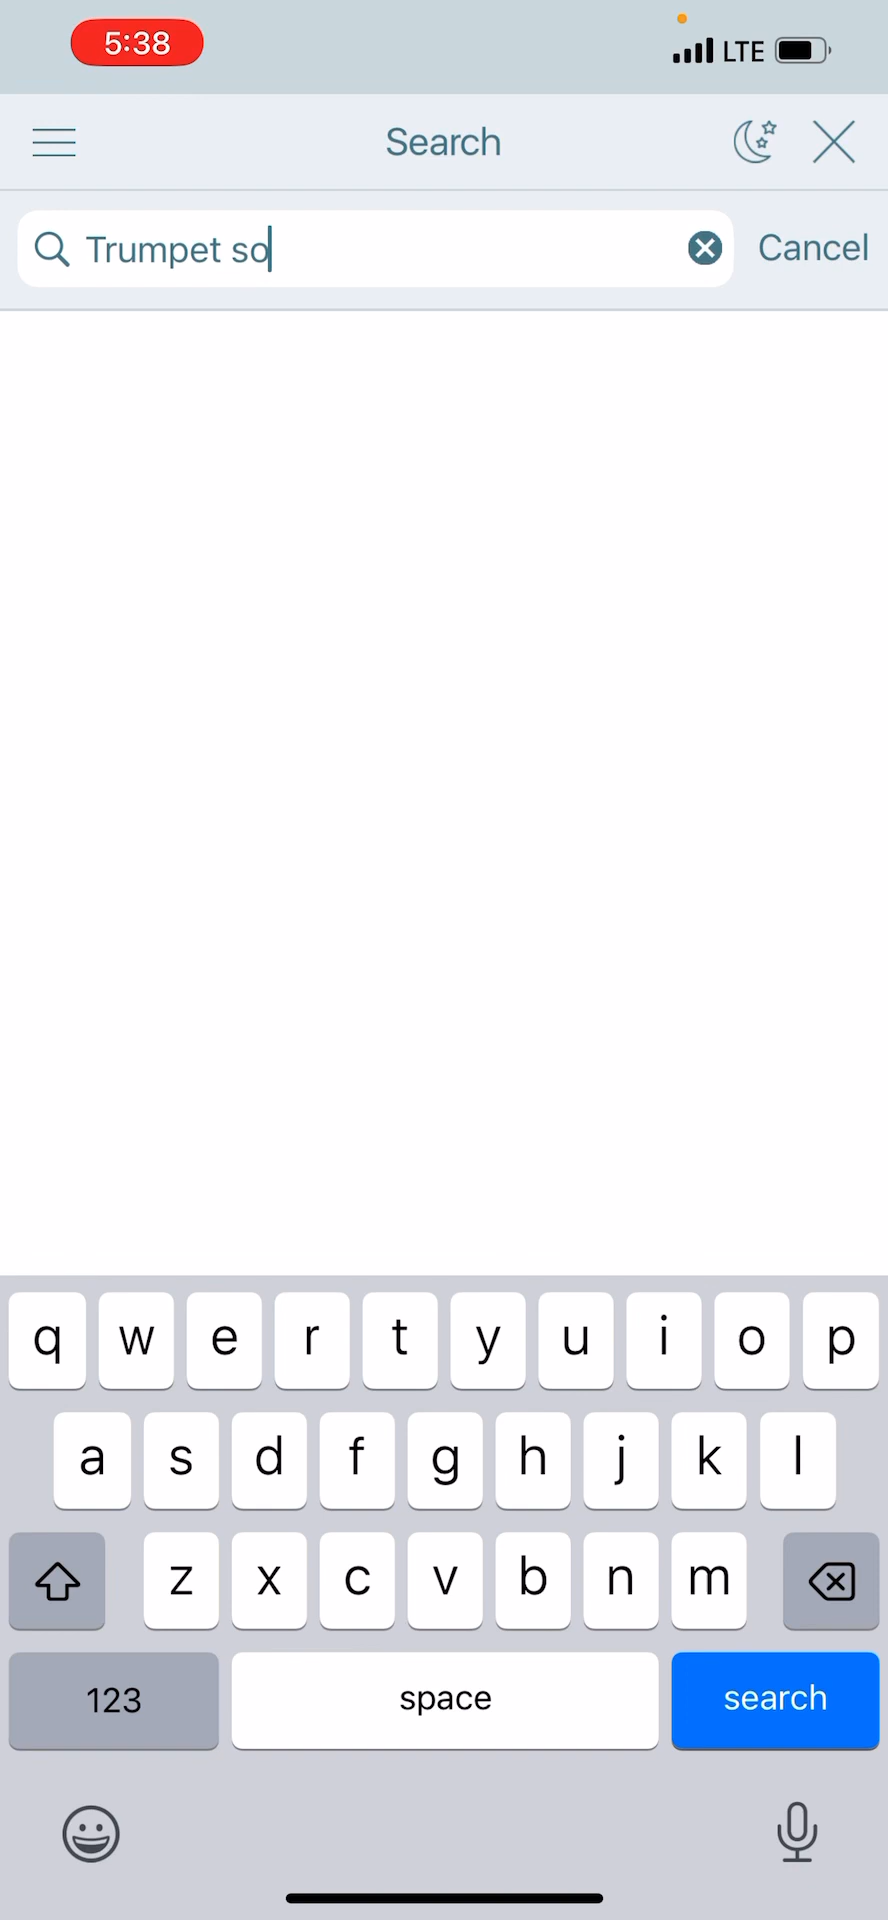 5:38
LTE
Search
Trumpet so
Cancel
q w e r t y u i o p
a s d f g h j k l
z x c v b n m
123 space search